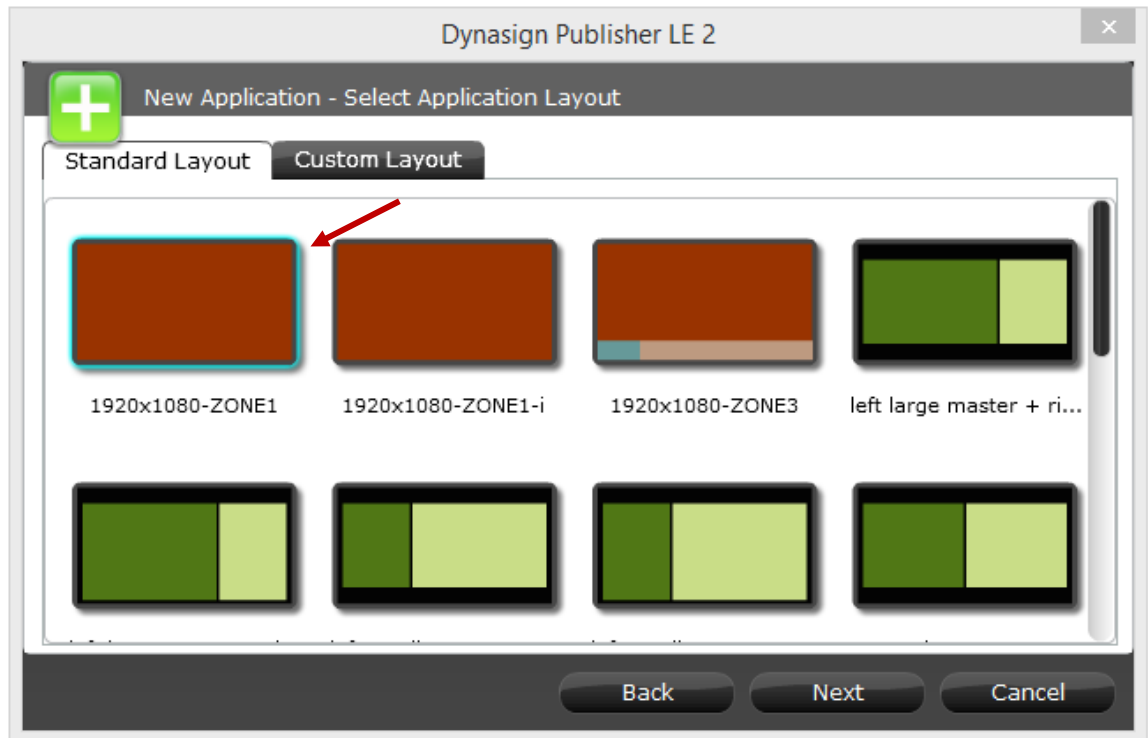 Dynasign Publisher LE 2
New Application - Select Application Layout
Standard Layout Custom Layout
1920x1080-ZONE1 1920x1080-ZONE1-i 1920x1080-ZONE3 left large master + ri...
Back Next Cancel